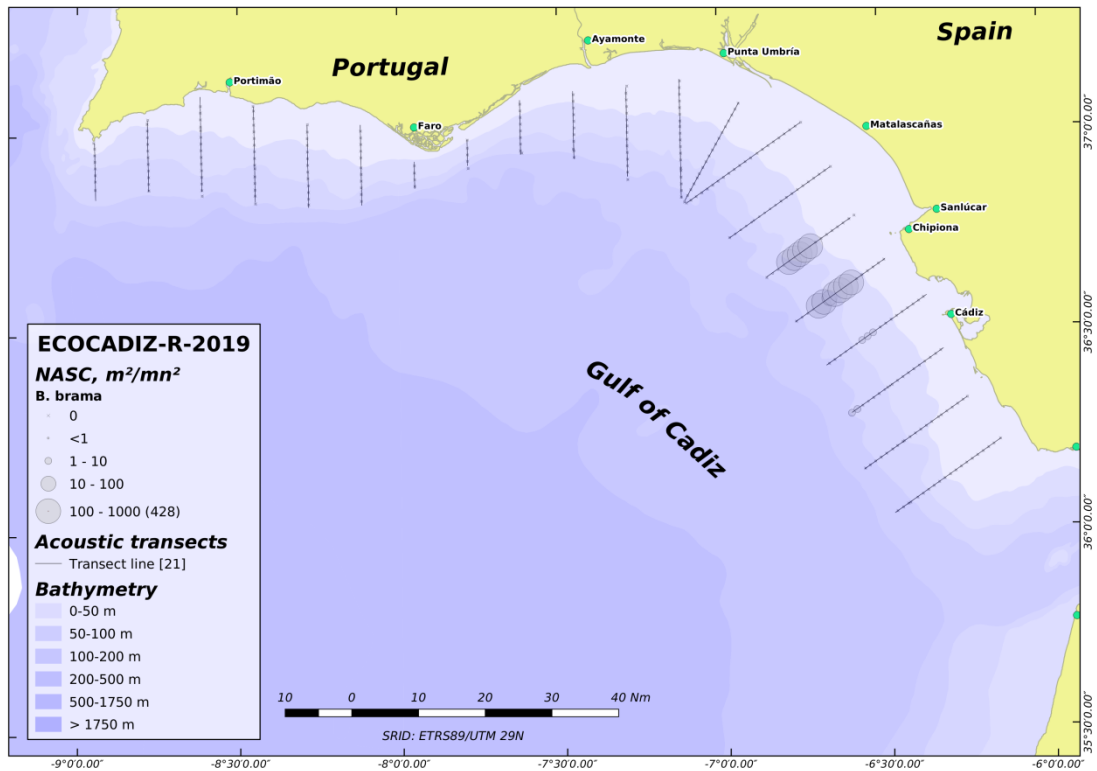 Spain
Portugal
Ayamonte
Punta Umbría
Portimão
Faro
Matalascañas
Sanlúcar
Chipiona
Cádiz
Gulf of Cadiz
ECOCADIZ-R-2019
NASC, m²/mn²
B. brama
0
<1
1 - 10
10 - 100
100 - 1000 (428)
Acoustic transects
Transect line [21]
Bathymetry
0-50 m
50-100 m
100-200 m
200-500 m
500-1750 m
> 1750 m
10 0 10 20 30 40 Nm
SRID: ETRS89/UTM 29N
37°0'0.00″
36°30'0.00″
36°0'0.00″
35°30'0.00″
-9°0'0.00″ -8°30'0.00″ -8°0'0.00″ -7°30'0.00″ -7°0'0.00″ -6°30'0.00″ -6°0'0.00″